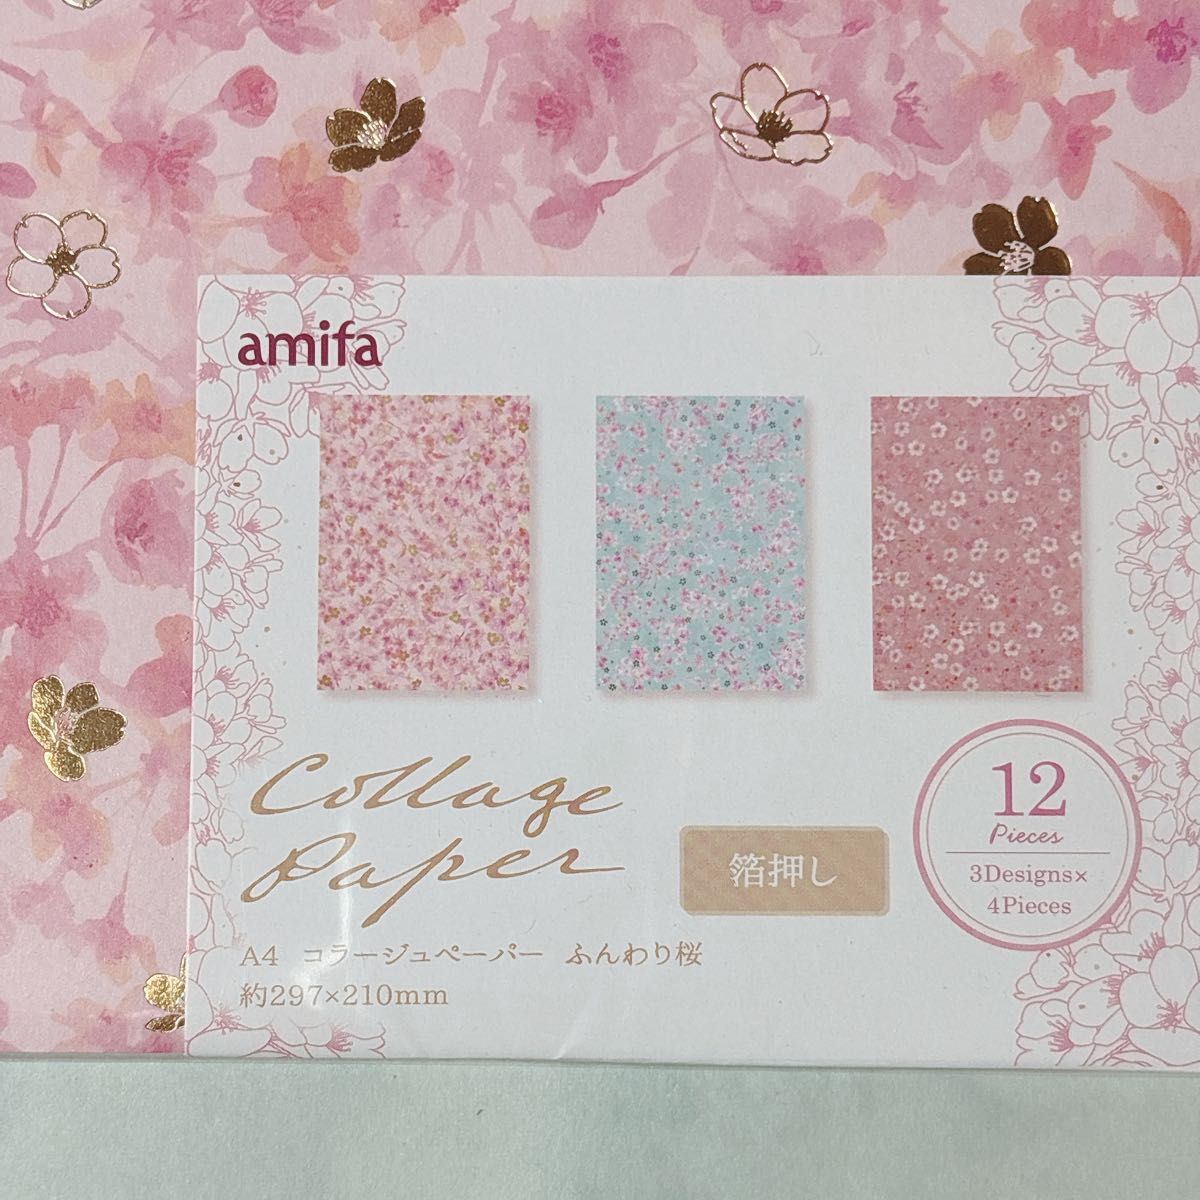 amifa
Collage
Paper
箔押し
12
Pieces
3Designs×
4Pieces
A4 コラージュペーパー ふんわり桜
約297×210mm